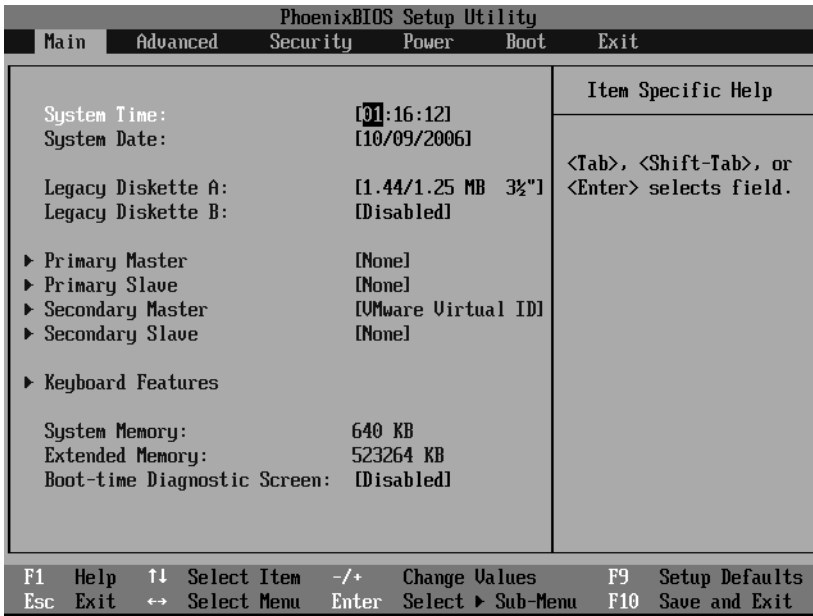 PhoenixBIOS Setup Utility
Main Advanced Security Power Boot Exit
Item Specific Help
System Time: [01:16:12]
System Date: [10/09/2006]
<Tab>, <Shift-Tab>, or
<Enter> selects field.
Legacy Diskette A: [1.44/1.25 MB 3½"]
Legacy Diskette B: [Disabled]
▶ Primary Master [None]
▶ Primary Slave [None]
▶ Secondary Master [VMware Virtual ID]
▶ Secondary Slave [None]
▶ Keyboard Features
System Memory: 640 KB
Extended Memory: 523264 KB
Boot-time Diagnostic Screen: [Disabled]
F1 Help ↑↓ Select Item -/+ Change Values F9 Setup Defaults
Esc Exit ↔ Select Menu Enter Select ▶ Sub-Menu F10 Save and Exit